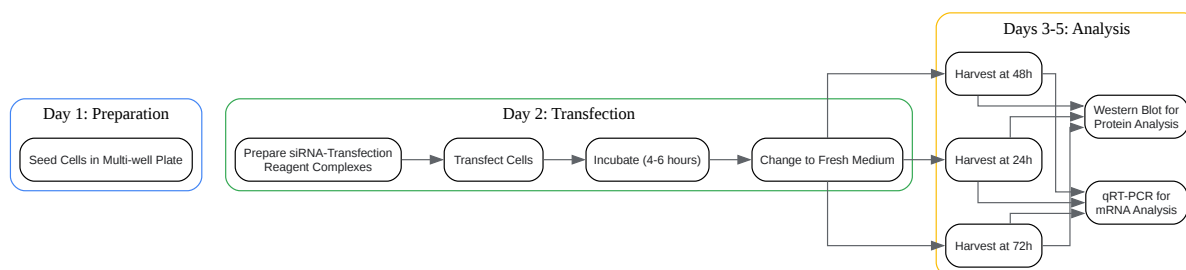 Day 1: Preparation
Seed Cells in Multi-well Plate
Day 2: Transfection
Prepare siRNA-Transfection
Reagent Complexes
Transfect Cells
Incubate (4-6 hours)
Change to Fresh Medium
Days 3-5: Analysis
Harvest at 48h
Harvest at 24h
Harvest at 72h
Western Blot for
Protein Analysis
qRT-PCR for
mRNA Analysis